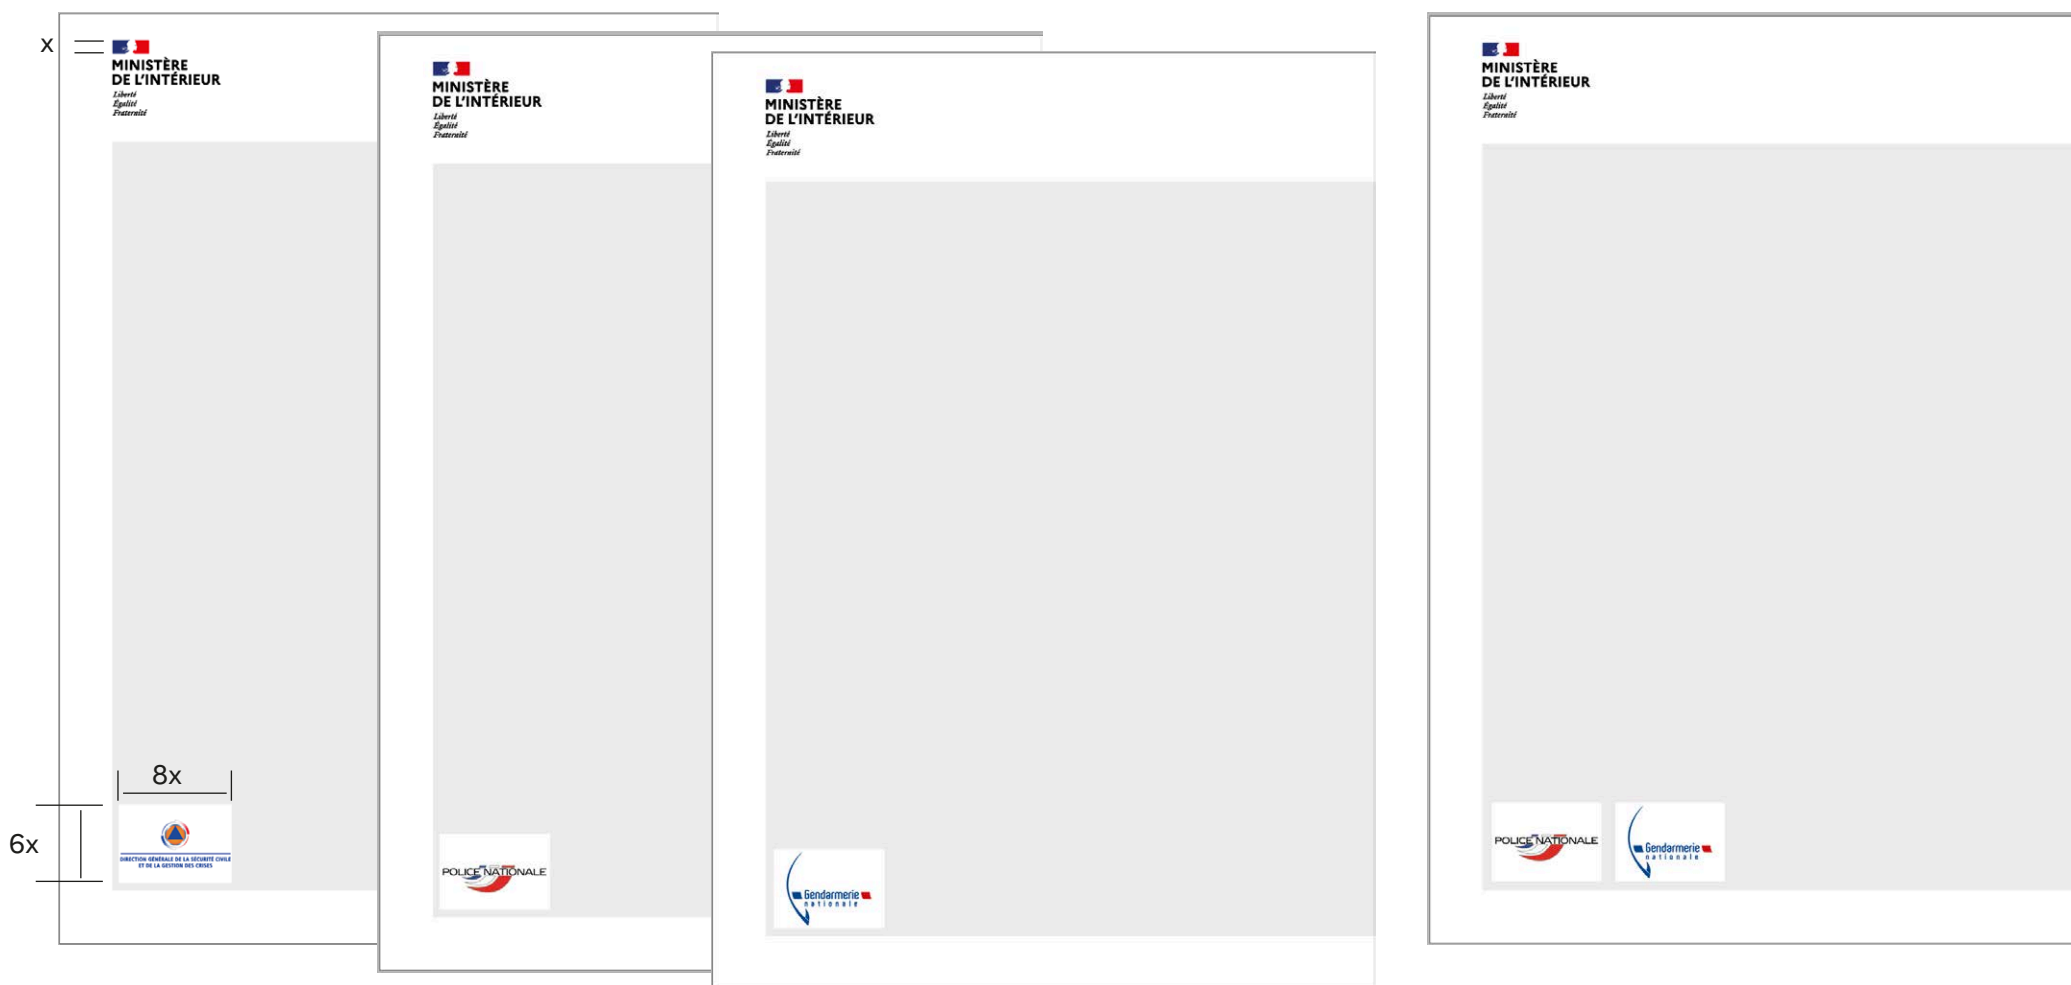 x
MINISTÈRE
DE L'INTÉRIEUR
Liberté
Égalité
Fraternité
8x
6x
DIRECTION GÉNÉRALE DE LA SÉCURITÉ CIVILE
ET DE LA GESTION DES CRISES
MINISTÈRE
DE L'INTÉRIEUR
Liberté
Égalité
Fraternité
POLICE NATIONALE
MINISTÈRE
DE L'INTÉRIEUR
Liberté
Égalité
Fraternité
Gendarmerie
nationale
MINISTÈRE
DE L'INTÉRIEUR
Liberté
Égalité
Fraternité
POLICE NATIONALE
Gendarmerie
nationale